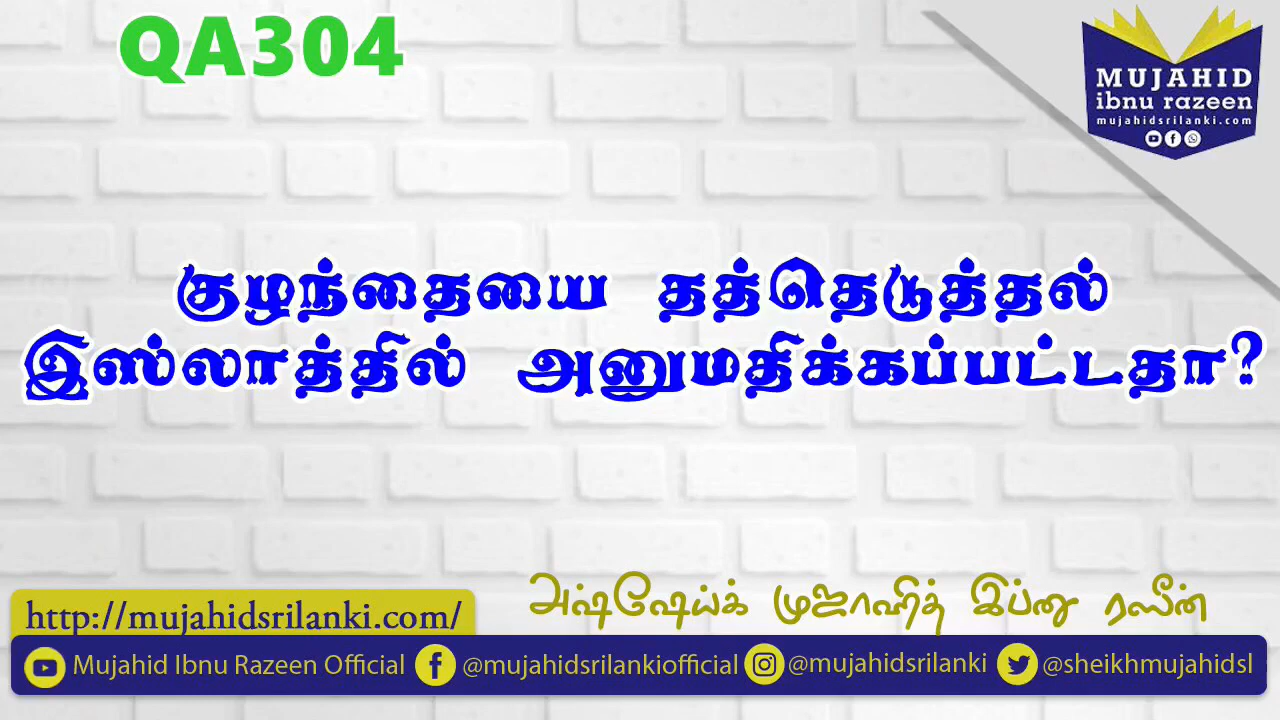 QA304
MUJAHID
ibnu razeen
mujahidsrilanki.com
குழந்தையை தத்தெடுத்தல்
இஸ்லாத்தில் அனுமதிக்கப்பட்டதா?
அஷ்ஷேய்க் முஜாஹித் இப்னு ரஸீன்
http://mujahidsrilanki.com/
Mujahid Ibnu Razeen Official @mujahidsrilankiofficial @mujahidsrilanki @sheikhmujahidsl